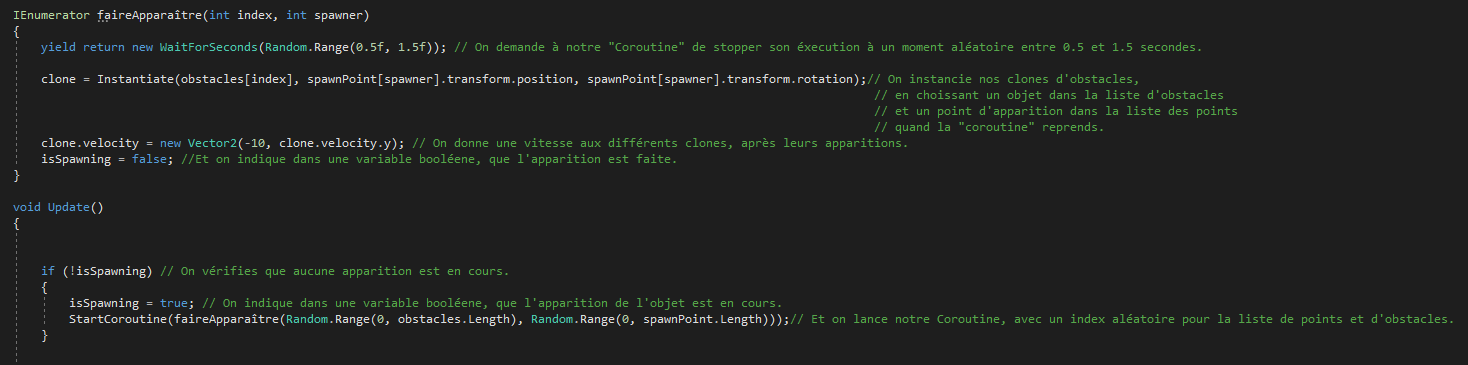 IEnumerator faireApparaître(int index, int spawner)
{
yield return new WaitForSeconds(Random.Range(0.5f, 1.5f)); // On demande à notre "Coroutine" de stopper son éxecution à un moment aléatoire entre 0.5 et 1.5 secondes.
clone = Instantiate(obstacles[index], spawnPoint[spawner].transform.position, spawnPoint[spawner].transform.rotation);// On instancie nos clones d'obstacles,
// en choissant un objet dans la liste d'obstacles
// et un point d'apparition dans la liste des points
// quand la "coroutine" reprends.
clone.velocity = new Vector2(-10, clone.velocity.y); // On donne une vitesse aux différents clones, après leurs apparitions.
isSpawning = false; //Et on indique dans une variable booléene, que l'apparition est faite.
}
void Update()
{
if (!isSpawning) // On vérifies que aucune apparition est en cours.
{
isSpawning = true; // On indique dans une variable booléene, que l'apparition de l'objet est en cours.
StartCoroutine(faireApparaître(Random.Range(0, obstacles.Length), Random.Range(0, spawnPoint.Length)));// Et on lance notre Coroutine, avec un index aléatoire pour la liste de points et d'obstacles.
}